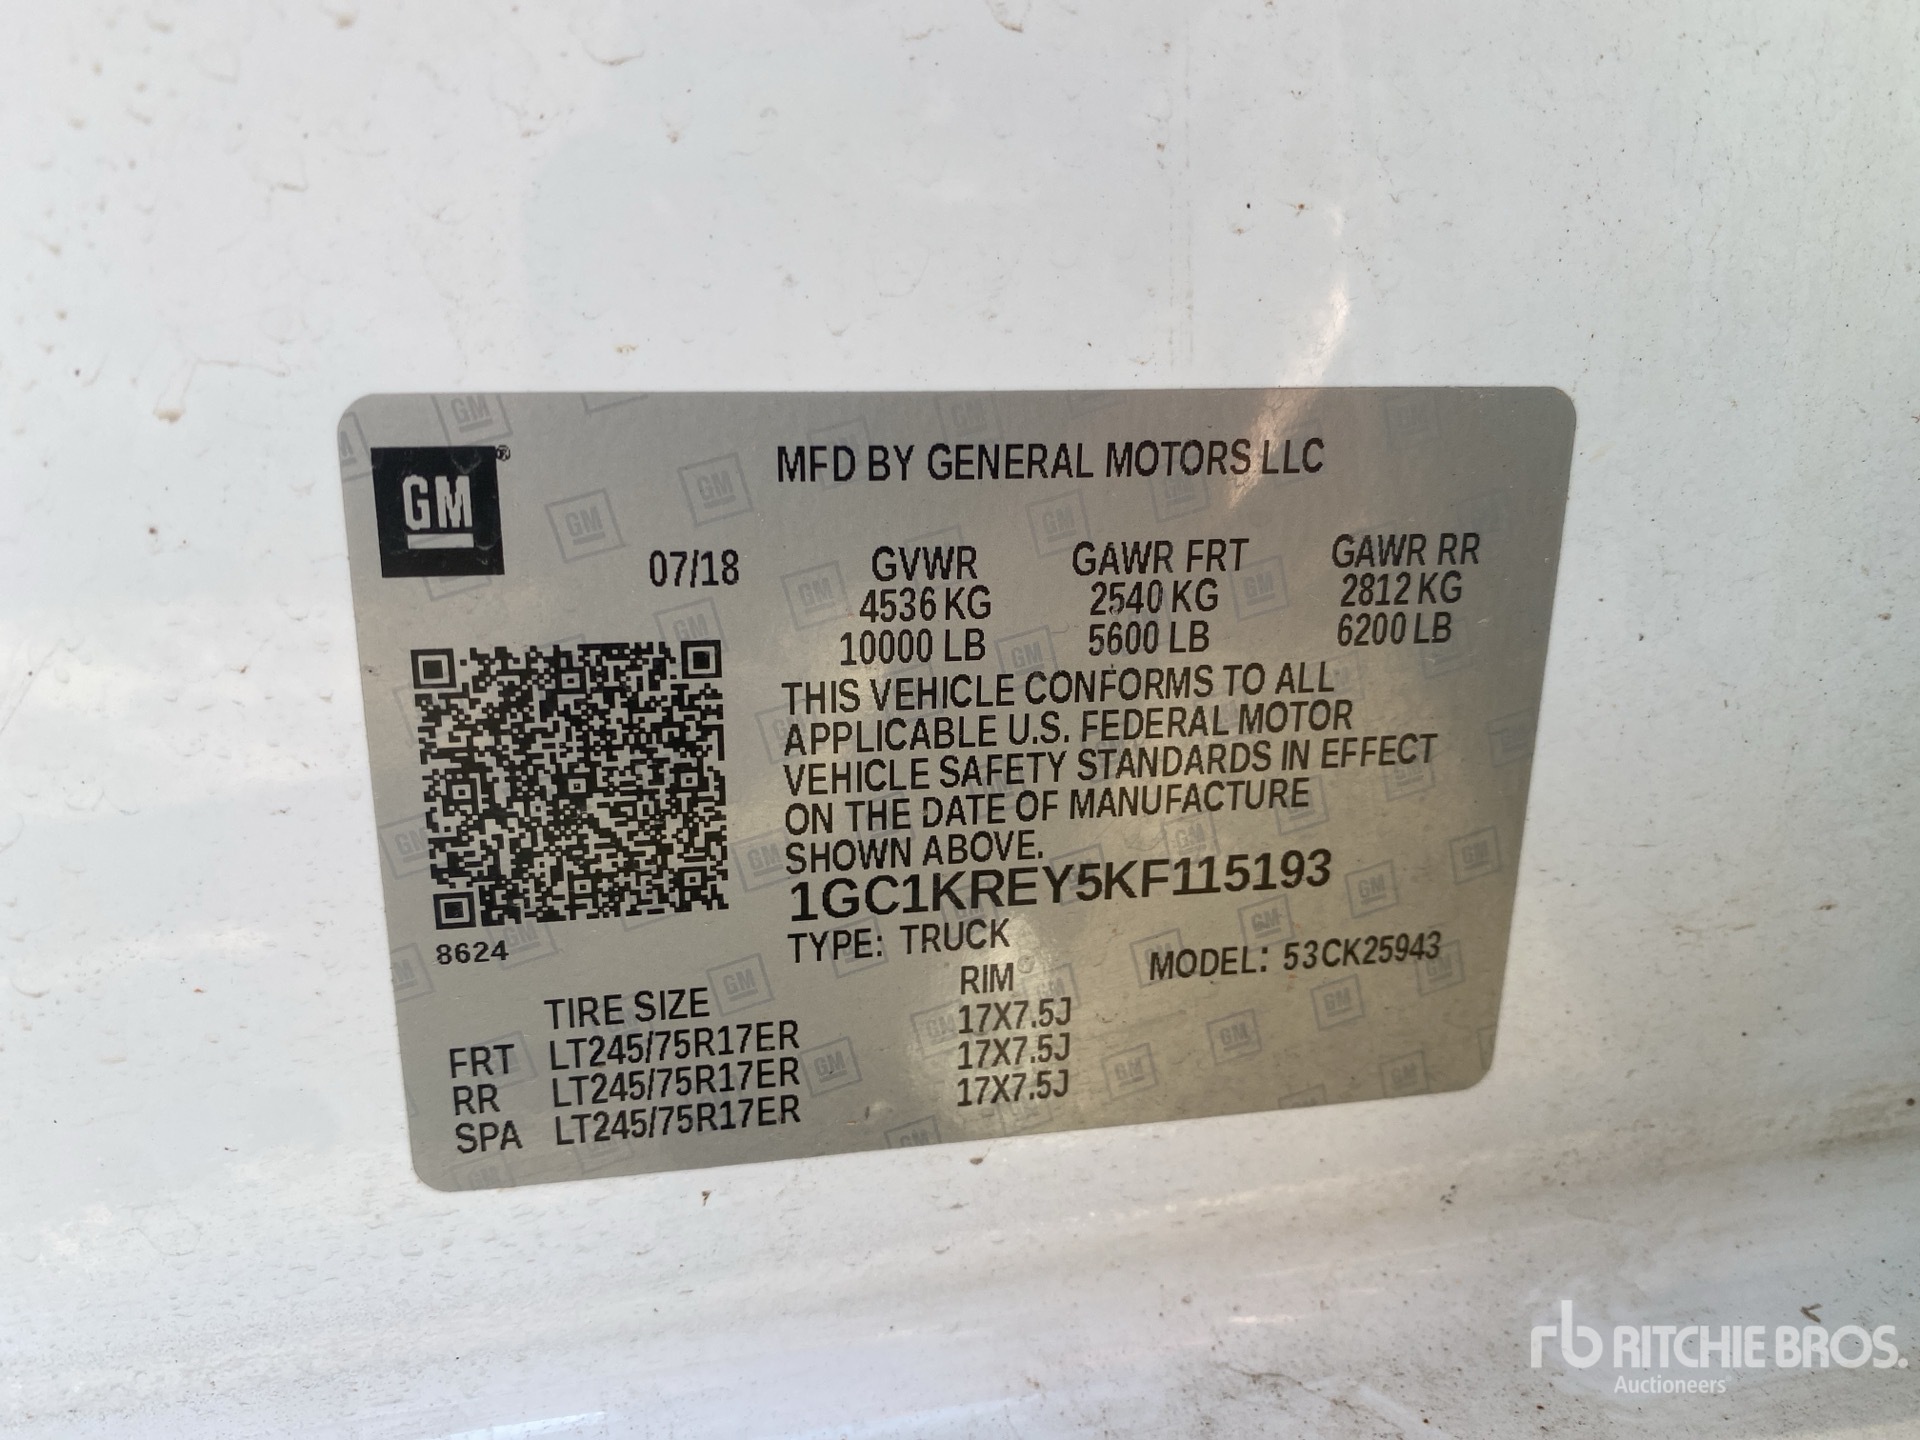 GM®
MFD BY GENERAL MOTORS LLC
07/18 GVWR GAWR FRT GAWR RR
4536 KG 2540 KG 2812 KG
10000 LB 5600 LB 6200 LB
THIS VEHICLE CONFORMS TO ALL
APPLICABLE U.S. FEDERAL MOTOR
VEHICLE SAFETY STANDARDS IN EFFECT
ON THE DATE OF MANUFACTURE
SHOWN ABOVE.
1GC1KREY5KF115193
8624
TYPE: TRUCK MODEL: 53CK25943
TIRE SIZE RIM
FRT LT245/75R17ER 17X7.5J
RR LT245/75R17ER 17X7.5J
SPA LT245/75R17ER 17X7.5J
rb RITCHIE BROS.
Auctioneers